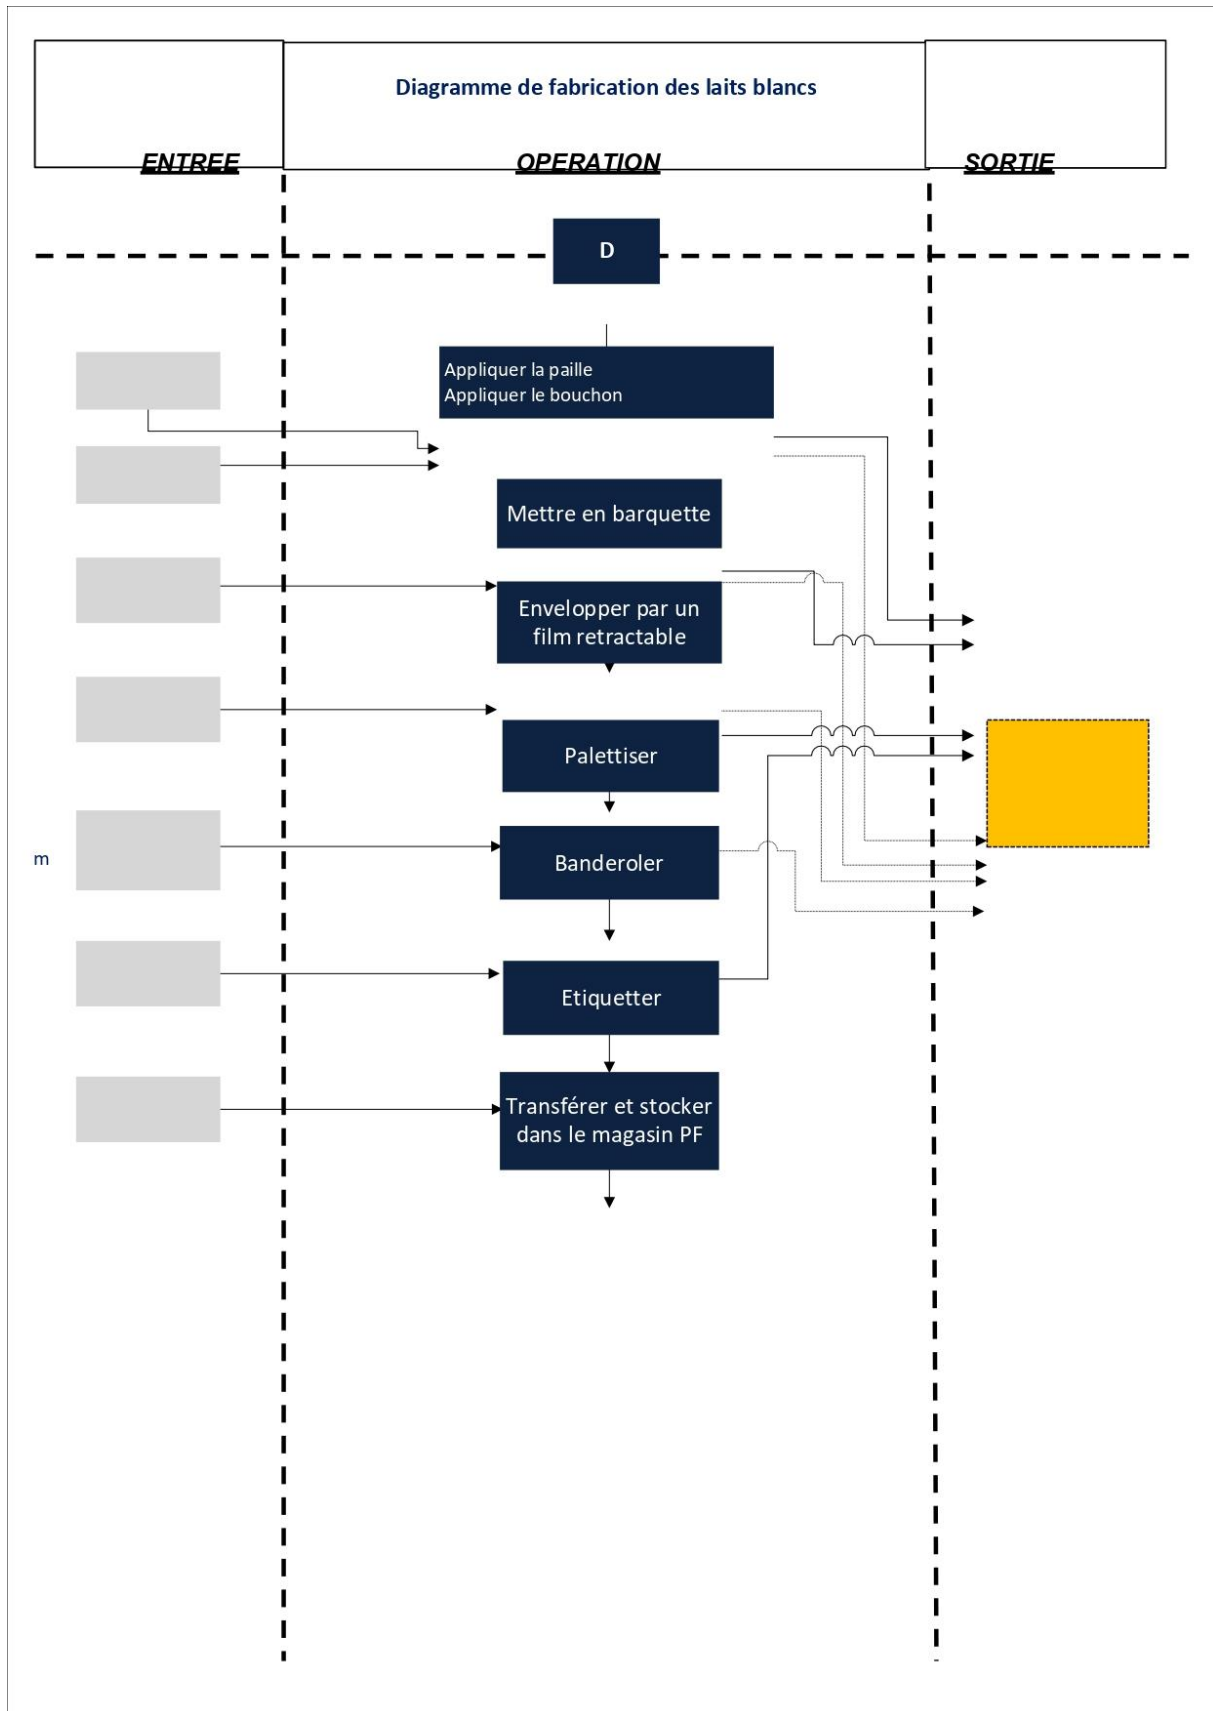 Diagramme de fabrication des laits blancs
ENTREE
OPERATION
SORTIE
D
Appliquer la paille
Appliquer le bouchon
Mettre en barquette
Envelopper par un
film retractable
Palettiser
m
Banderoler
Etiquetter
Transférer et stocker
dans le magasin PF